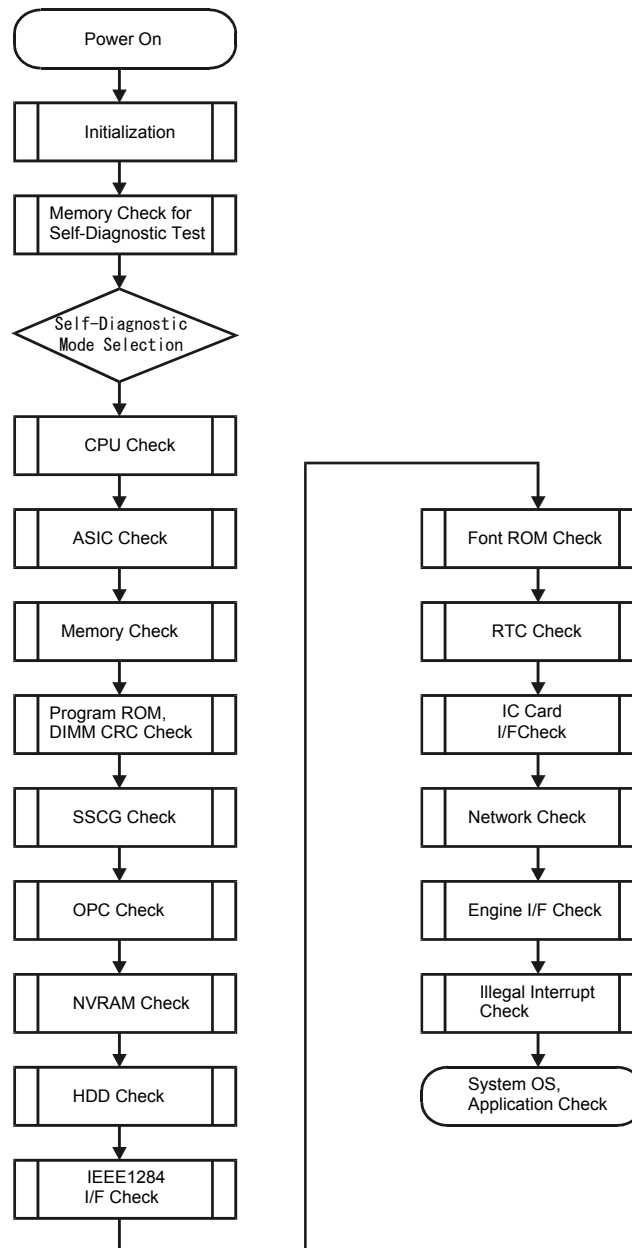 Power On
Initialization
Memory Check for
Self-Diagnostic Test
Self-Diagnostic
Mode Selection
CPU Check
ASIC Check
Memory Check
Program ROM,
DIMM CRC Check
SSCG Check
OPC Check
NVRAM Check
HDD Check
IEEE1284
I/F Check
Font ROM Check
RTC Check
IC Card
I/FCheck
Network Check
Engine I/F Check
Illegal Interrupt
Check
System OS,
Application Check